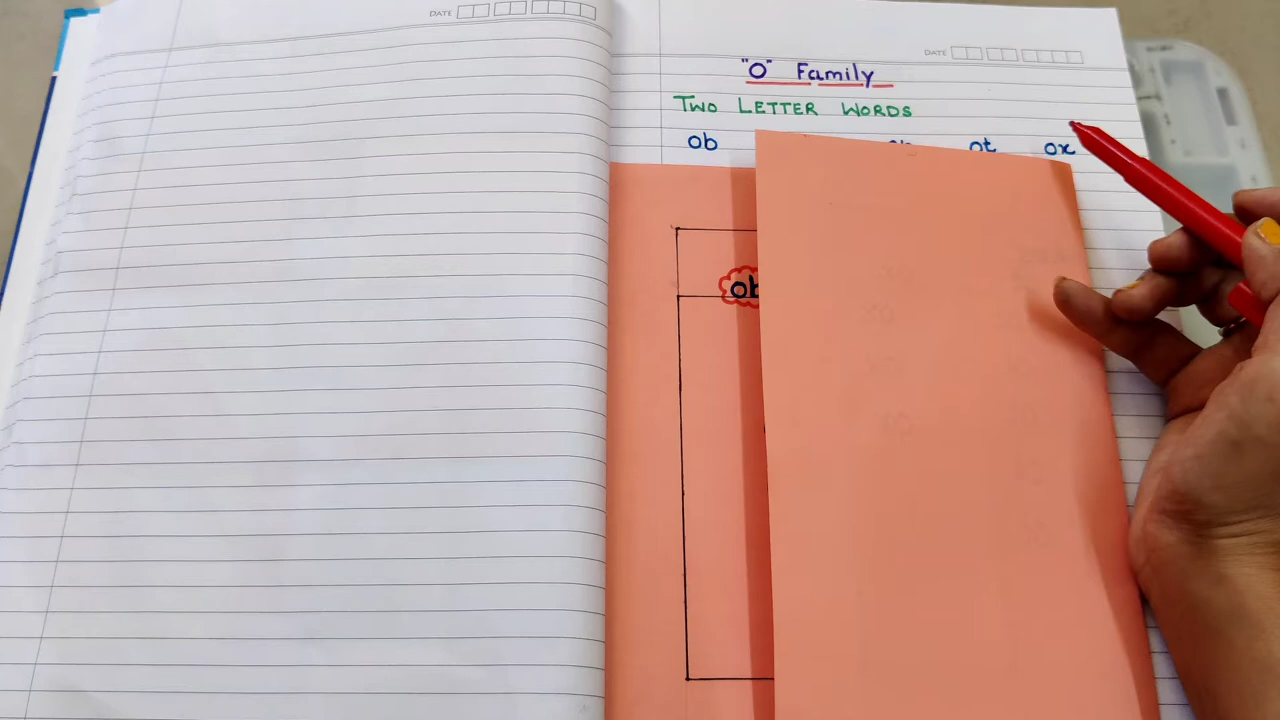 DATE
DATE
"O" Family
TWO LETTER WORDS
ob ot ox
ob